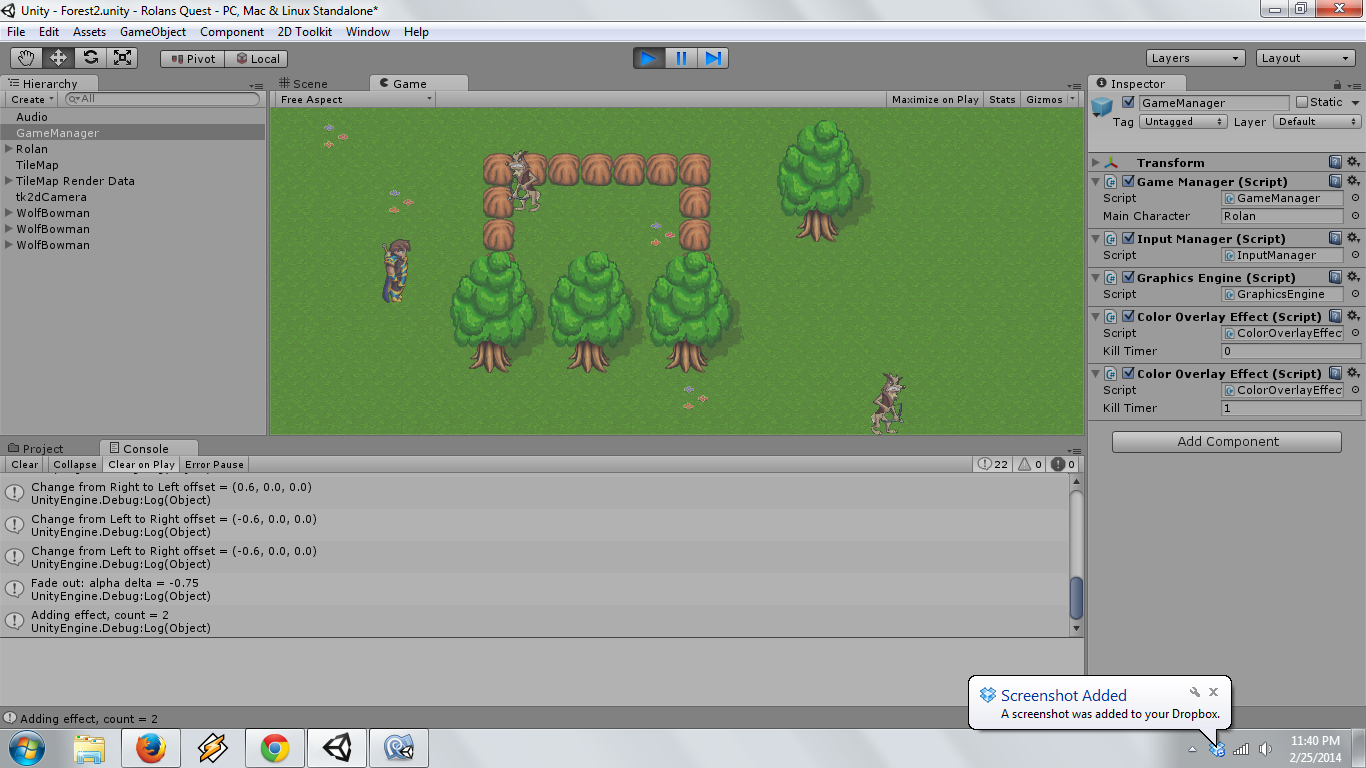 Unity - Forest2.unity - Rolans Quest - PC, Mac & Linux Standalone*
File Edit Assets GameObject Component 2D Toolkit Window Help
Pivot Local Layers Layout
Hierarchy
Create All
Audio
GameManager
Rolan
TileMap
TileMap Render Data
tk2dCamera
WolfBowman
WolfBowman
WolfBowman
Scene Game
Free Aspect Maximize on Play Stats Gizmos
Inspector
GameManager Static
Tag Untagged Layer Default
Transform
Game Manager (Script)
Script GameManager
Main Character Rolan
Input Manager (Script)
Script InputManager
Graphics Engine (Script)
Script GraphicsEngine
Color Overlay Effect (Script)
Script ColorOverlayEffec
Kill Timer 0
Color Overlay Effect (Script)
Script ColorOverlayEffec
Kill Timer 1
Add Component
Project Console
Clear Collapse Clear on Play Error Pause 22 0 0
Change from Right to Left offset = (0.6, 0.0, 0.0)
UnityEngine.Debug:Log(Object)
Change from Left to Right offset = (-0.6, 0.0, 0.0)
UnityEngine.Debug:Log(Object)
Change from Left to Right offset = (-0.6, 0.0, 0.0)
UnityEngine.Debug:Log(Object)
Fade out: alpha delta = -0.75
UnityEngine.Debug:Log(Object)
Adding effect, count = 2
UnityEngine.Debug:Log(Object)
Screenshot Added
A screenshot was added to your Dropbox.
Adding effect, count = 2
11:40 PM
2/25/2014